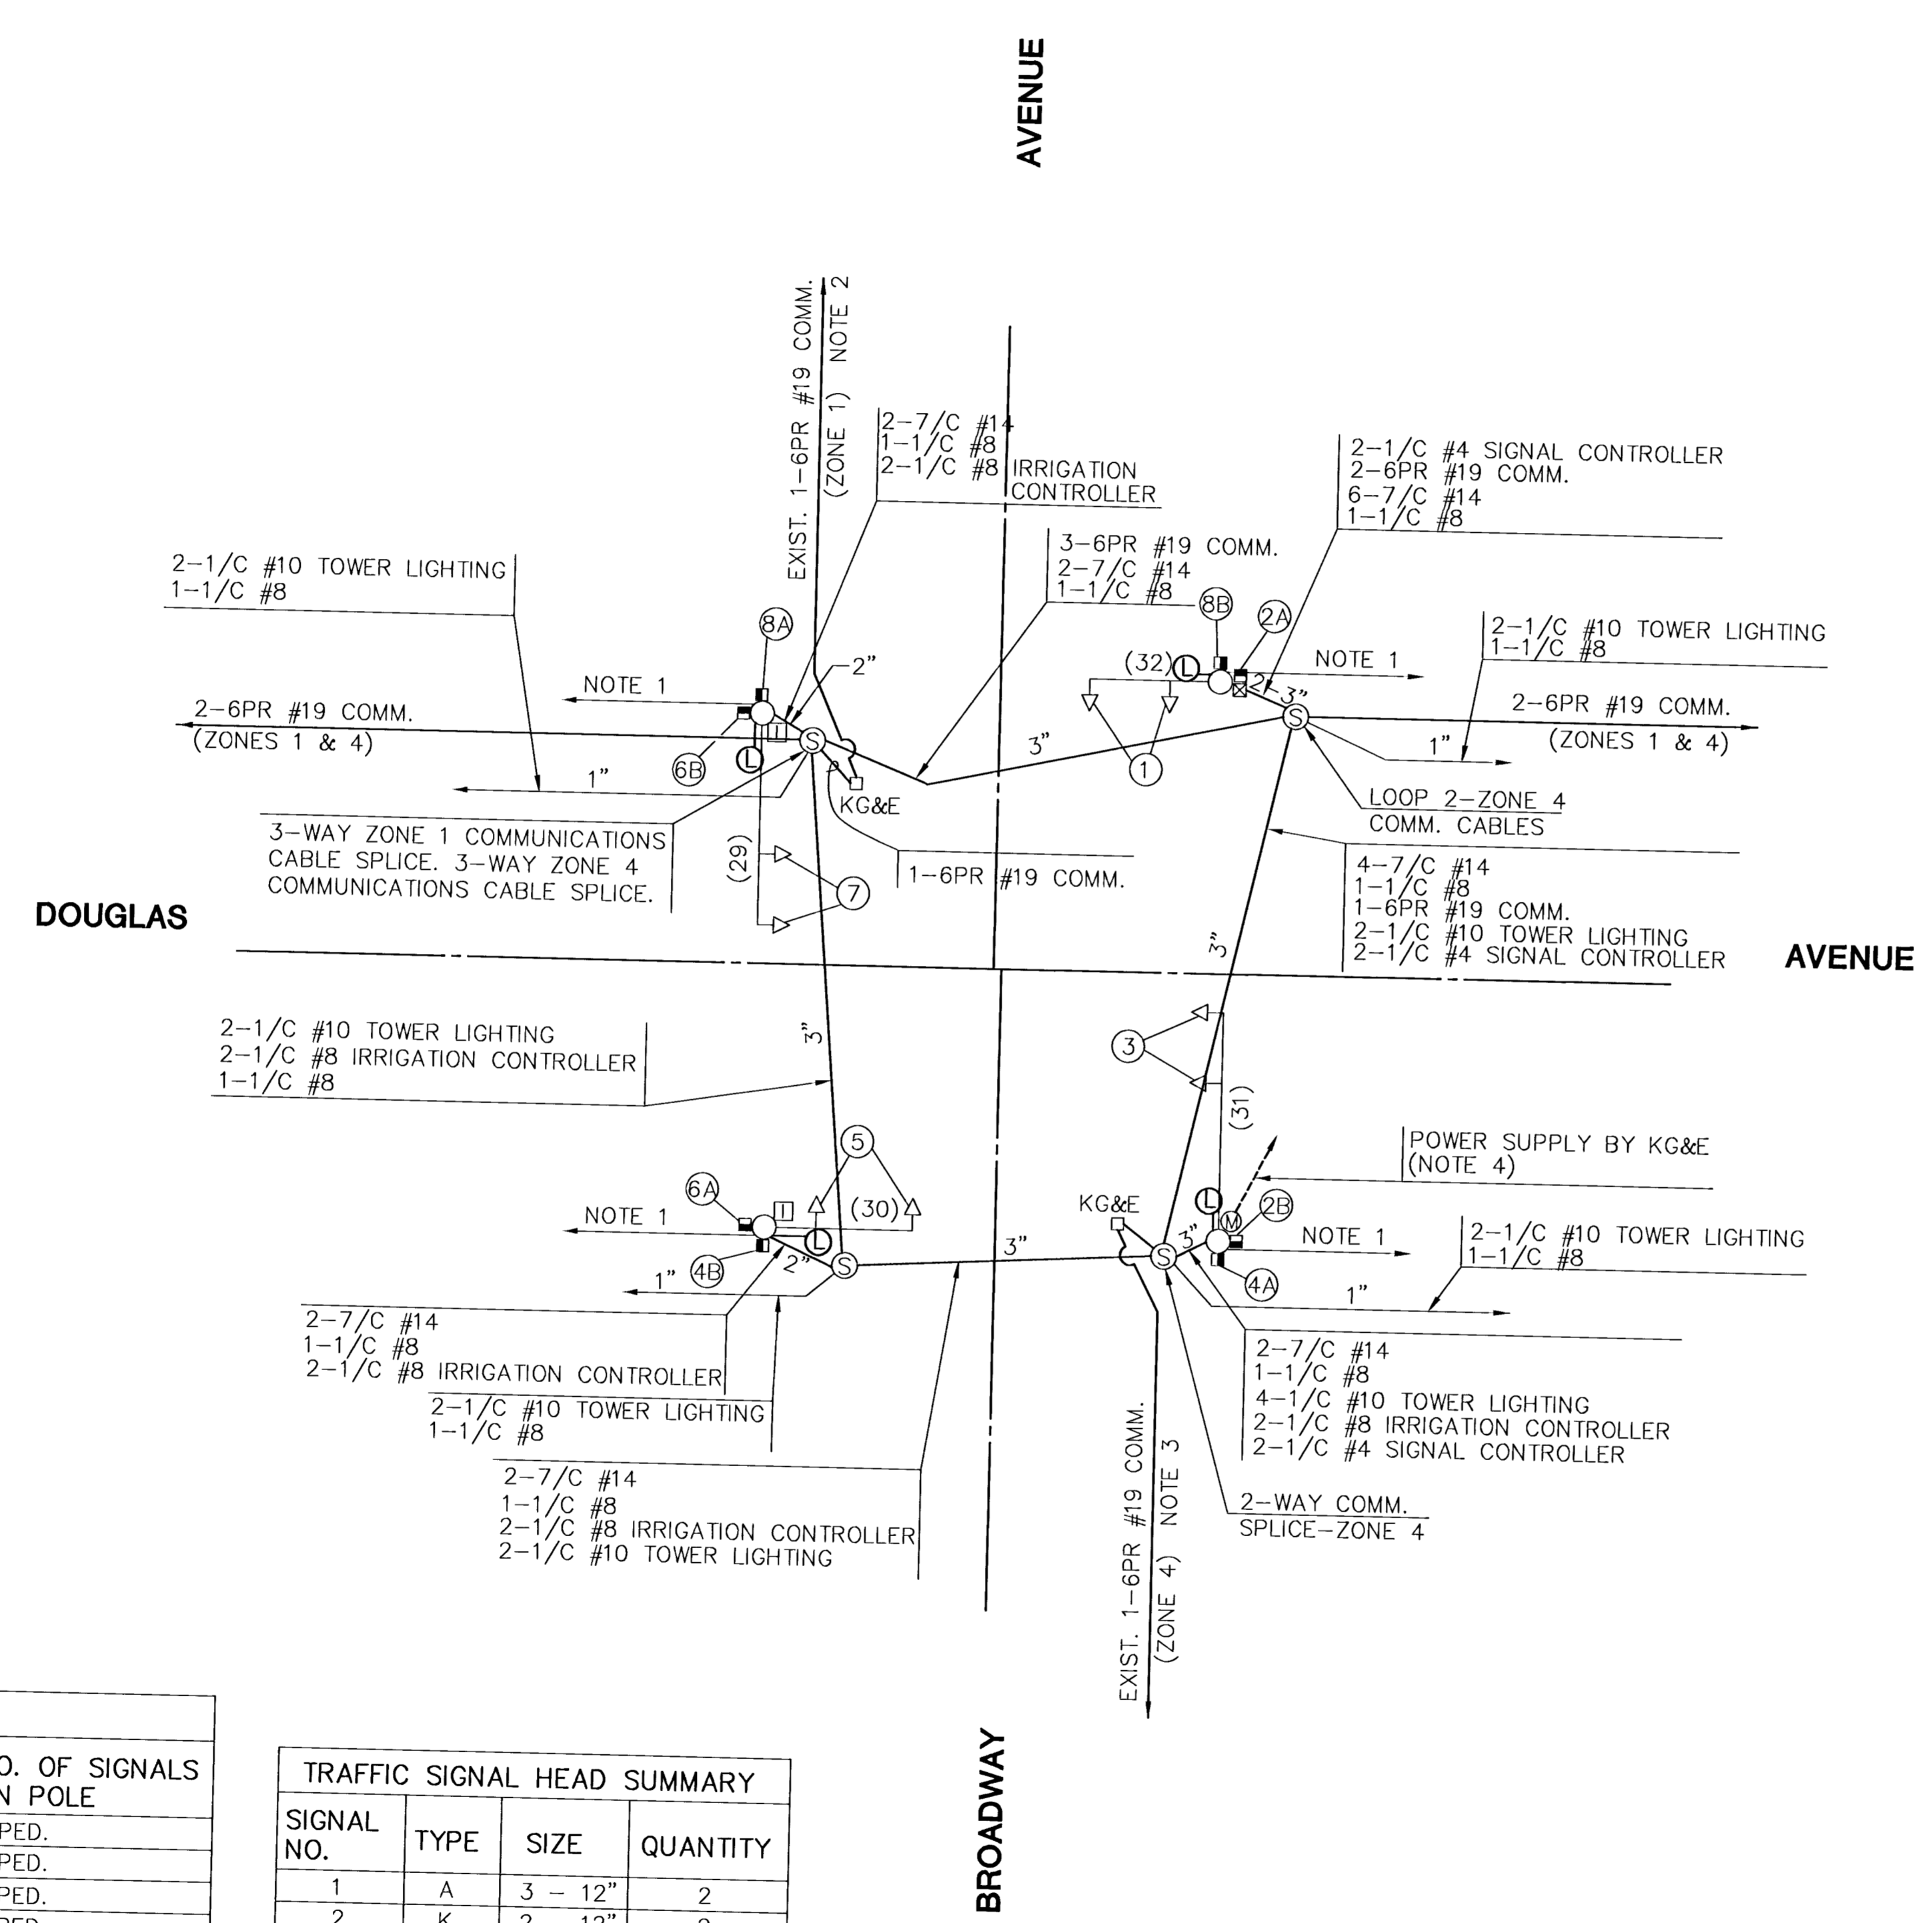 AVENUE
EXIST. 1-6PR #19 COMM.
(ZONE 1) NOTE 2
2-7/C #14
1-1/C #8
2-1/C #8 IRRIGATION
CONTROLLER
2-1/C #4 SIGNAL CONTROLLER
2-6PR #19 COMM.
6-7/C #14
1-1/C #8
3-6PR #19 COMM.
2-7/C #14
1-1/C #8
2-1/C #10 TOWER LIGHTING
1-1/C #8
8A
8B
2A
2-1/C #10 TOWER LIGHTING
1-1/C #8
2"
(32)
L
2-3"
NOTE 1
NOTE 1
2-6PR #19 COMM.
(ZONES 1 & 4)
I
S
S
2-6PR #19 COMM.
(ZONES 1 & 4)
6B
L
1"
3"
1
1"
KG&E
LOOP 2-ZONE 4
COMM. CABLES
3-WAY ZONE 1 COMMUNICATIONS
CABLE SPLICE. 3-WAY ZONE 4
COMMUNICATIONS CABLE SPLICE.
(29)
7
1-6PR #19 COMM.
4-7/C #14
1-1/C #8
1-6PR #19 COMM.
2-1/C #10 TOWER LIGHTING
2-1/C #4 SIGNAL CONTROLLER
DOUGLAS
AVENUE
3"
2-1/C #10 TOWER LIGHTING
2-1/C #8 IRRIGATION CONTROLLER
1-1/C #8
3"
3
(31)
5
POWER SUPPLY BY KG&E
(NOTE 4)
6A
I
(30)
NOTE 1
L
KG&E
L
M
2B
NOTE 1
2-1/C #10 TOWER LIGHTING
1-1/C #8
4B
2"
S
3"
S
3"
4A
1"
1"
2-7/C #14
1-1/C #8
2-1/C #8 IRRIGATION CONTROLLER
2-1/C #10 TOWER LIGHTING
1-1/C #8
2-7/C #14
1-1/C #8
4-1/C #10 TOWER LIGHTING
2-1/C #8 IRRIGATION CONTROLLER
2-1/C #4 SIGNAL CONTROLLER
2-7/C #14
1-1/C #8
2-1/C #8 IRRIGATION CONTROLLER
2-1/C #10 TOWER LIGHTING
2-WAY COMM.
SPLICE-ZONE 4
EXIST. 1-6PR #19 COMM.
(ZONE 4) NOTE 3
BROADWAY
O. OF SIGNALS
N POLE
PED.
PED.
PED.
TRAFFIC SIGNAL HEAD SUMMARY
SIGNAL NO. TYPE SIZE QUANTITY
1 A 3 - 12" 2